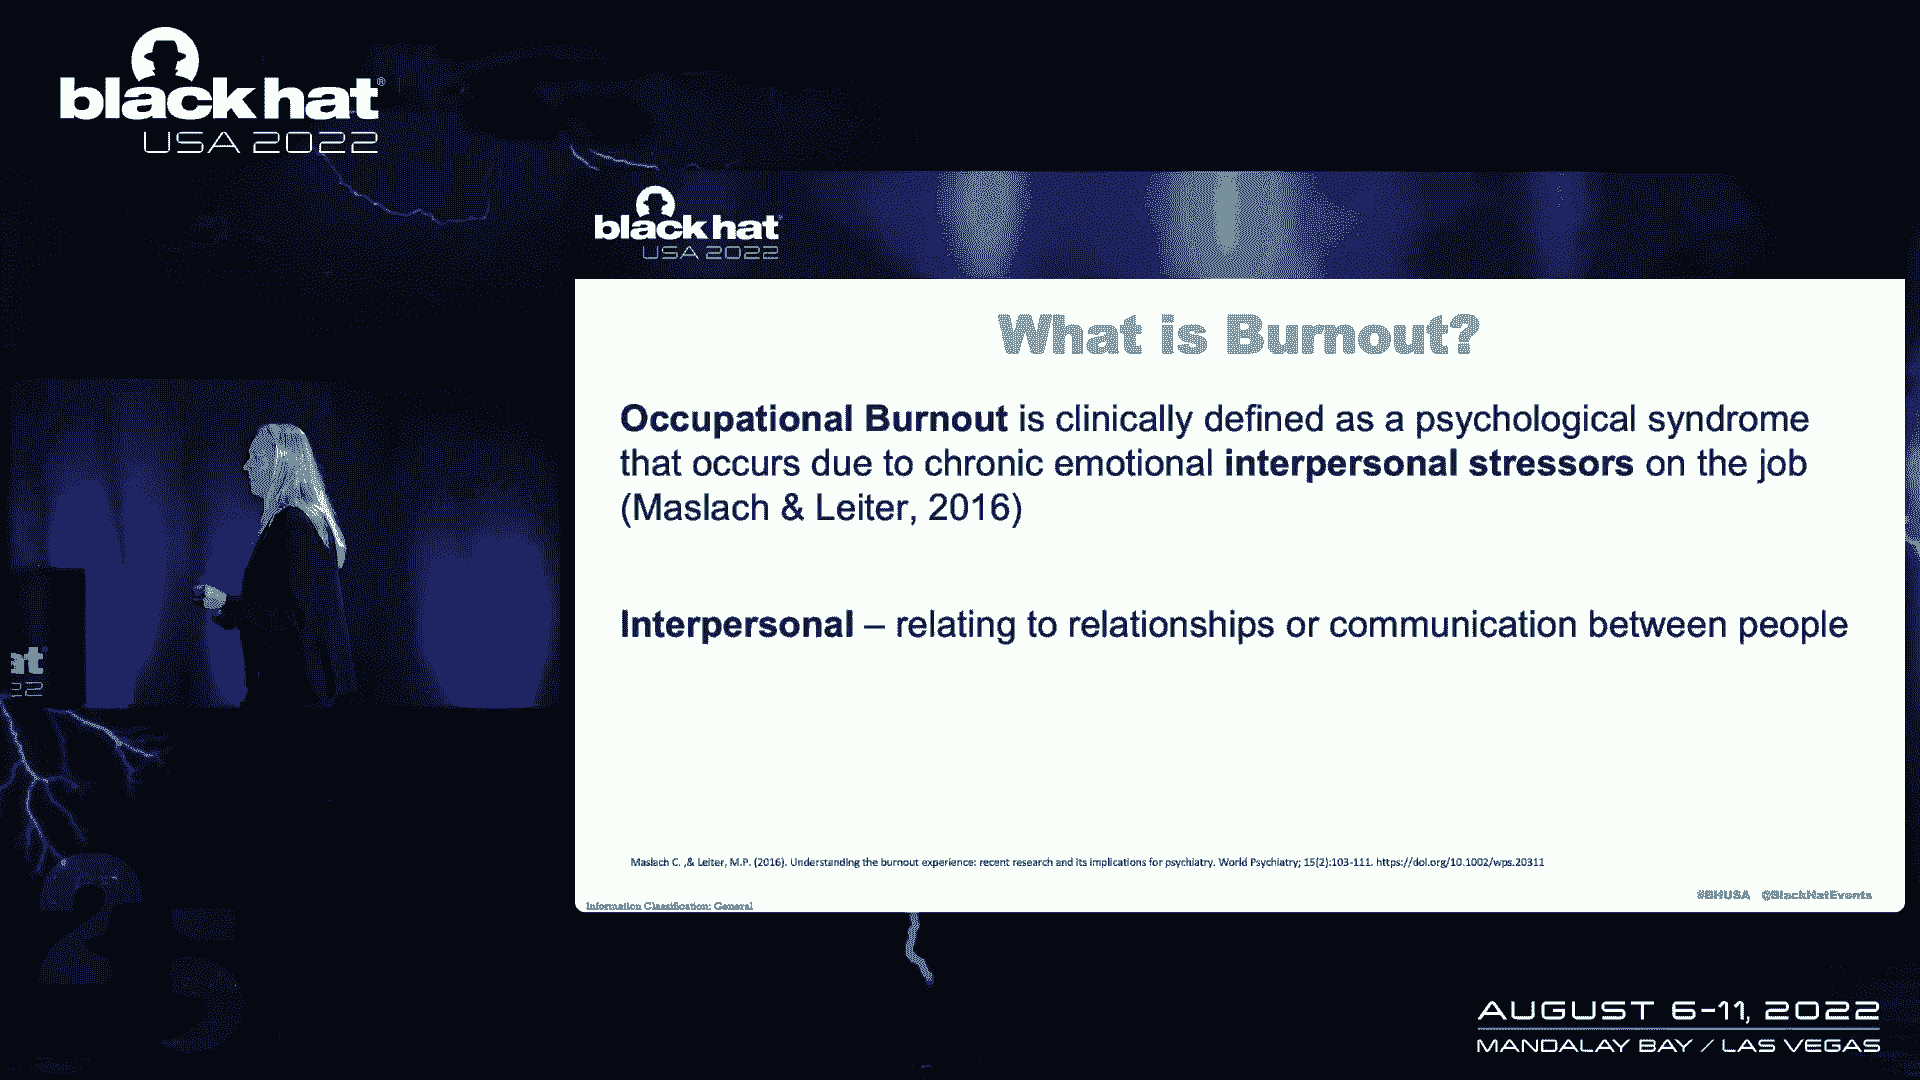 black hat®
USA 2022
black hat
USA 2022
What is Burnout?
Occupational Burnout is clinically defined as a psychological syndrome
that occurs due to chronic emotional interpersonal stressors on the job
(Maslach & Leiter, 2016)
Interpersonal – relating to relationships or communication between people
at
22
Maslach C. ,& Leiter, M.P. (2016). Understanding the burnout experience: recent research and its implications for psychiatry. World Psychiatry; 15(2):103-111. https://doi.org/10.1002/wps.20311
#BHUSA @BlackHatEvents
Information Classification: General
25
AUGUST 6-11, 2022
MANDALAY BAY / LAS VEGAS